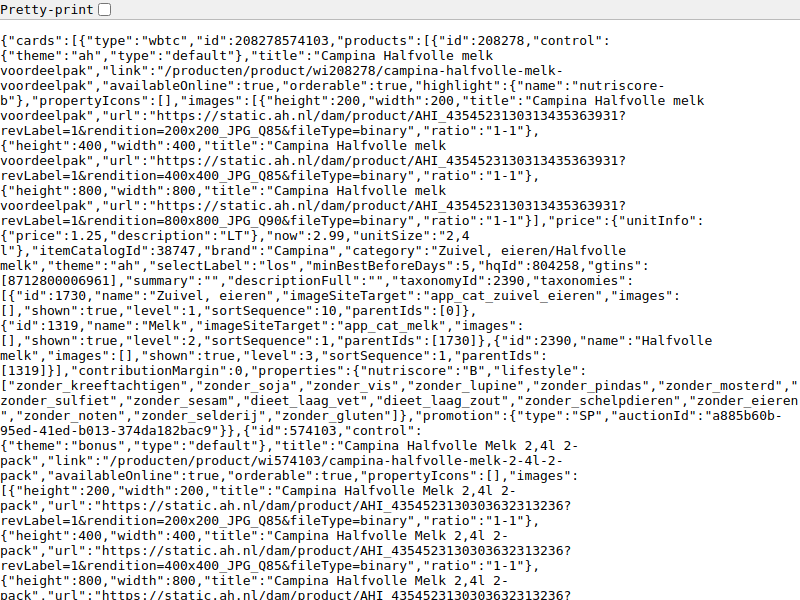 Pretty-print
{"cards":[{"type":"wbtc","id":208278574103,"products":[{"id":208278,"control":
{"theme":"ah","type":"default"},"title":"Campina Halfvolle melk
voordeelpak","link":"/producten/product/wi208278/campina-halfvolle-melk-
voordeelpak","availableOnline":true,"orderable":true,"highlight":{"name":"nutriscore-
b"},"propertyIcons":[],"images":[{"height":200,"width":200,"title":"Campina Halfvolle melk
voordeelpak","url":"https://static.ah.nl/dam/product/AHI_4354523130313435363931?
revLabel=1&rendition=200x200_JPG_Q85&fileType=binary","ratio":"1-1"},
{"height":400,"width":400,"title":"Campina Halfvolle melk
voordeelpak","url":"https://static.ah.nl/dam/product/AHI_4354523130313435363931?
revLabel=1&rendition=400x400_JPG_Q85&fileType=binary","ratio":"1-1"},
{"height":800,"width":800,"title":"Campina Halfvolle melk
voordeelpak","url":"https://static.ah.nl/dam/product/AHI_4354523130313435363931?
revLabel=1&rendition=800x800_JPG_Q90&fileType=binary","ratio":"1-1"}],"price":{"unitInfo":
{"price":1.25,"description":"LT"},"now":2.99,"unitSize":"2,4
l"},"itemCatalogId":38747,"brand":"Campina","category":"Zuivel, eieren/Halfvolle
melk","theme":"ah","selectLabel":"los","minBestBeforeDays":5,"hqId":804258,"gtins":
[8712800006961],"summary":"","descriptionFull":"","taxonomyId":2390,"taxonomies":
[{"id":1730,"name":"Zuivel, eieren","imageSiteTarget":"app_cat_zuivel_eieren","images":
[],"shown":true,"level":1,"sortSequence":10,"parentIds":[0]},
{"id":1319,"name":"Melk","imageSiteTarget":"app_cat_melk","images":
[],"shown":true,"level":2,"sortSequence":1,"parentIds":[1730]},{"id":2390,"name":"Halfvolle
melk","images":[],"shown":true,"level":3,"sortSequence":1,"parentIds":
[1319]}],"contributionMargin":0,"properties":{"nutriscore":"B","lifestyle":
["zonder_kreeftachtigen","zonder_soja","zonder_vis","zonder_lupine","zonder_pindas","zonder_mosterd","
zonder_sulfiet","zonder_sesam","dieet_laag_vet","dieet_laag_zout","zonder_schelpdieren","zonder_eieren
","zonder_noten","zonder_selderij","zonder_gluten"]},"promotion":{"type":"SP","auctionId":"a885b60b-
95ed-41ed-b013-374da182bac9"}},{"id":574103,"control":
{"theme":"bonus","type":"default"},"title":"Campina Halfvolle Melk 2,4l 2-
pack","link":"/producten/product/wi574103/campina-halfvolle-melk-2-4l-2-
pack","availableOnline":true,"orderable":true,"propertyIcons":[],"images":
[{"height":200,"width":200,"title":"Campina Halfvolle Melk 2,4l 2-
pack","url":"https://static.ah.nl/dam/product/AHI_4354523130303632313236?
revLabel=1&rendition=200x200_JPG_Q85&fileType=binary","ratio":"1-1"},
{"height":400,"width":400,"title":"Campina Halfvolle Melk 2,4l 2-
pack","url":"https://static.ah.nl/dam/product/AHI_4354523130303632313236?
revLabel=1&rendition=400x400_JPG_Q85&fileType=binary","ratio":"1-1"},
{"height":800,"width":800,"title":"Campina Halfvolle Melk 2,4l 2-
pack","url":"https://static.ah.nl/dam/product/AHI_4354523130303632313236?